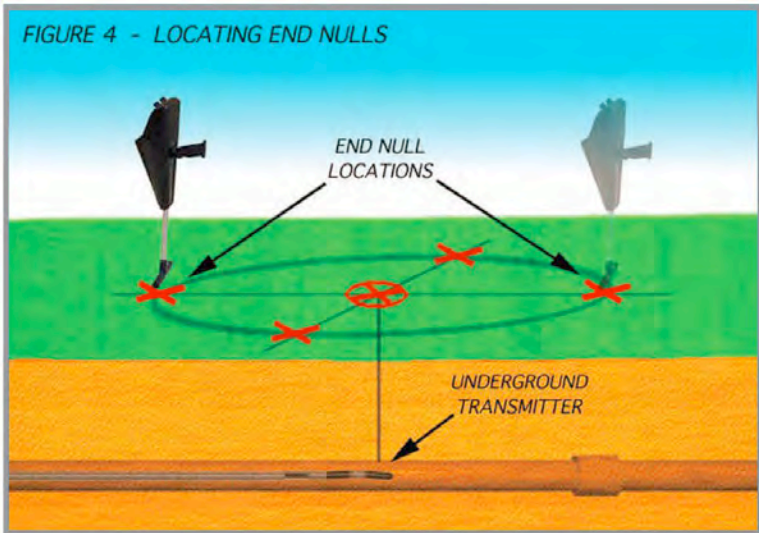 FIGURE 4 - LOCATING END NULLS
END NULL
LOCATIONS
UNDERGROUND
TRANSMITTER